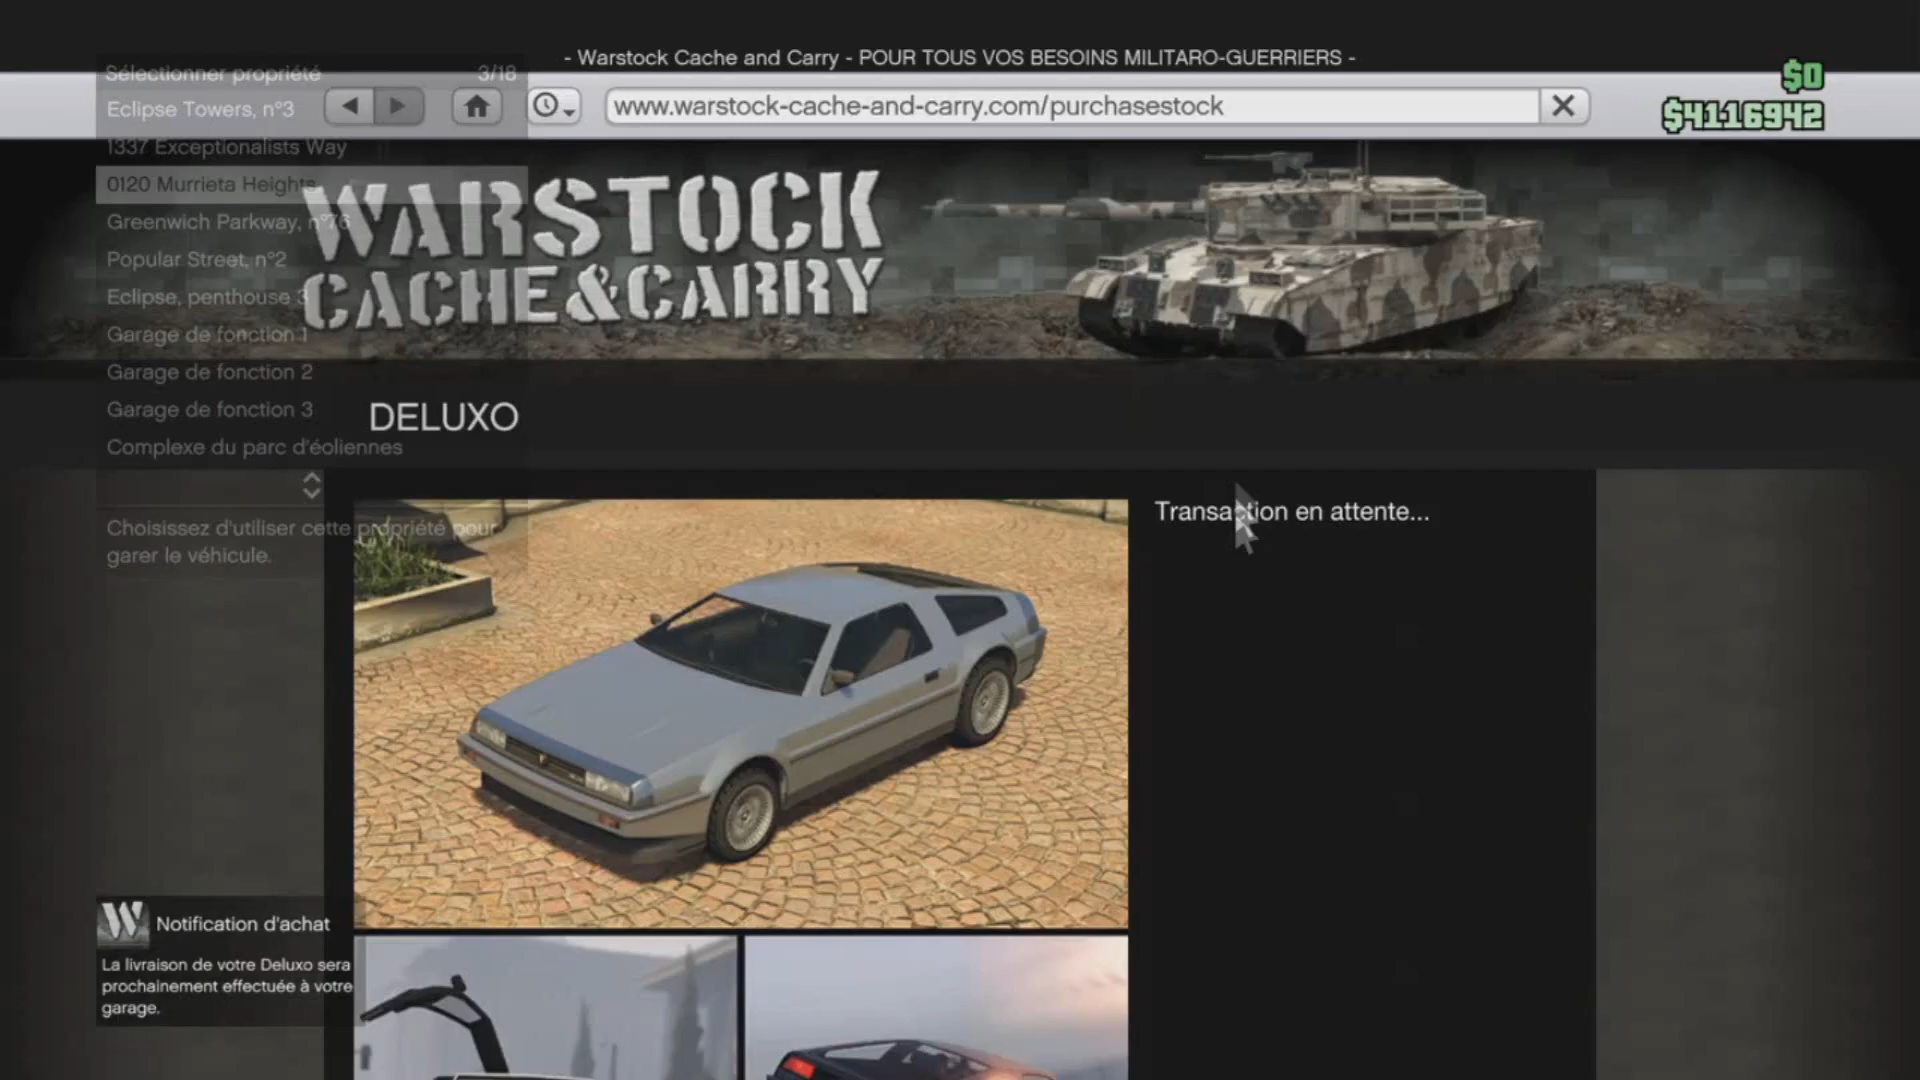 - Warstock Cache and Carry - POUR TOUS VOS BESOINS MILITARO-GUERRIERS -
$0
$4116942
www.warstock-cache-and-carry.com/purchasestock
Sélectionner propriété 3/18
Eclipse Towers, n°3
1337 Exceptionalists Way
0120 Murrieta Heights
Greenwich Parkway, n°76
Popular Street, n°2
Eclipse, penthouse 3
Garage de fonction 1
Garage de fonction 2
Garage de fonction 3
Complexe du parc d'éoliennes
Choisissez d'utiliser cette propriété pour
garer le véhicule.
WARSTOCK
CACHE&CARRY
DELUXO
Transaction en attente...
W
Notification d'achat
La livraison de votre Deluxo sera
prochainement effectuée à votre
garage.